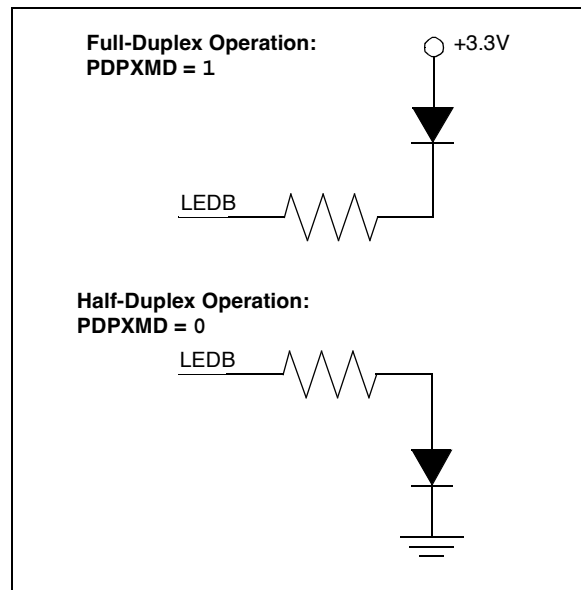 Full-Duplex Operation:
PDPXMD = 1
+3.3V
LEDB
Half-Duplex Operation:
PDPXMD = 0
LEDB